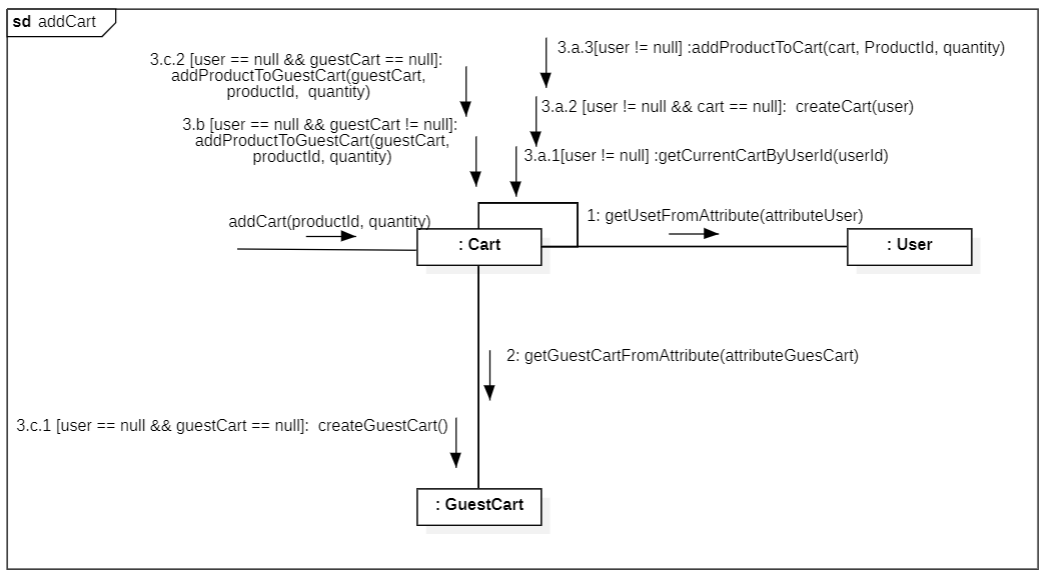 sd addCart
3.a.3[user != null] :addProductToCart(cart, ProductId, quantity)
3.c.2 [user == null && guestCart == null]:
addProductToGuestCart(guestCart,
productId, quantity)
3.a.2 [user != null && cart == null]: createCart(user)
3.b [user == null && guestCart != null]:
addProductToGuestCart(guestCart,
productId, quantity)
3.a.1[user != null] :getCurrentCartByUserId(userId)
addCart(productId, quantity)
1: getUsetFromAttribute(attributeUser)
: Cart
: User
2: getGuestCartFromAttribute(attributeGuesCart)
3.c.1 [user == null && guestCart == null]: createGuestCart()
: GuestCart